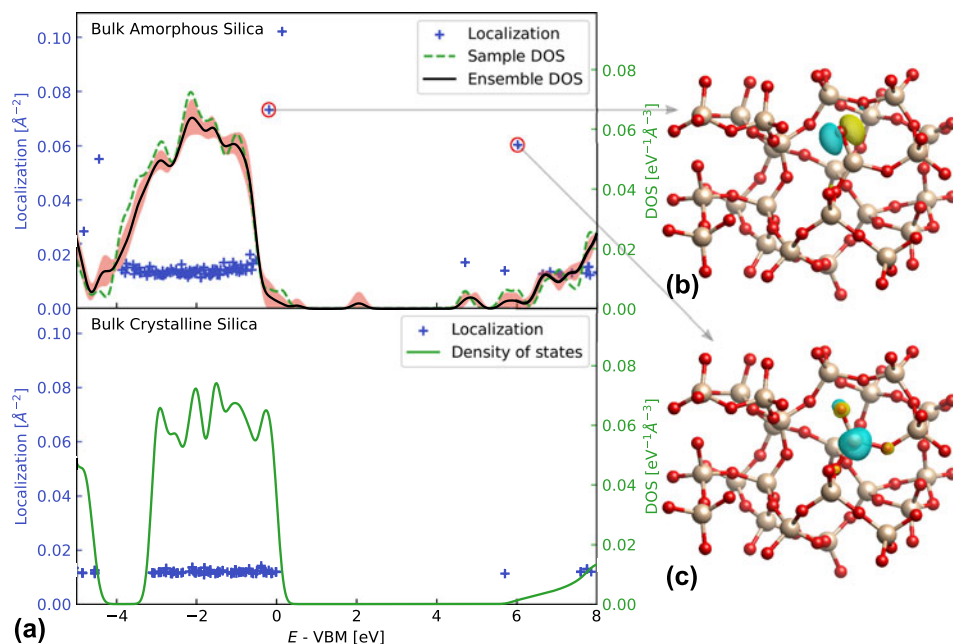 Bulk Amorphous Silica
Localization
Sample DOS
Ensemble DOS
0.10
0.08
0.06
0.04
0.02
0.00
Localization [Å⁻²]
0.08
0.06
0.04
0.02
0.00
DOS [eV⁻¹Å⁻³]
(b)
Bulk Crystalline Silica
Localization
Density of states
0.10
0.08
0.06
0.04
0.02
0.00
Localization [Å⁻²]
0.08
0.06
0.04
0.02
0.00
DOS [eV⁻¹Å⁻³]
(c)
−4 −2 0 2 4 6 8
(a)
E - VBM [eV]